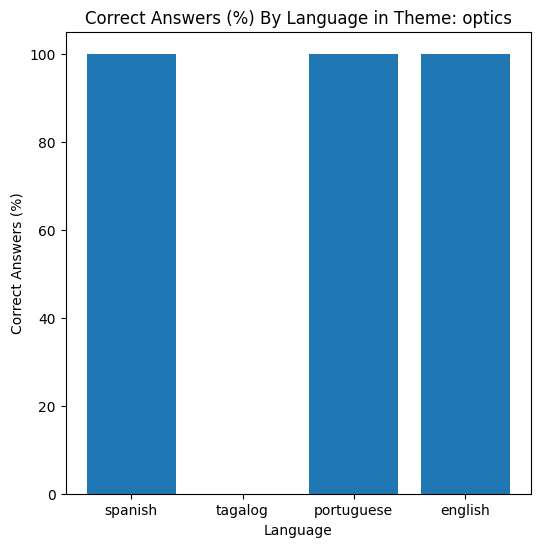 Correct Answers (%) By Language in Theme: optics
Correct Answers (%)
100
80
60
40
20
0
spanish tagalog portuguese english
Language